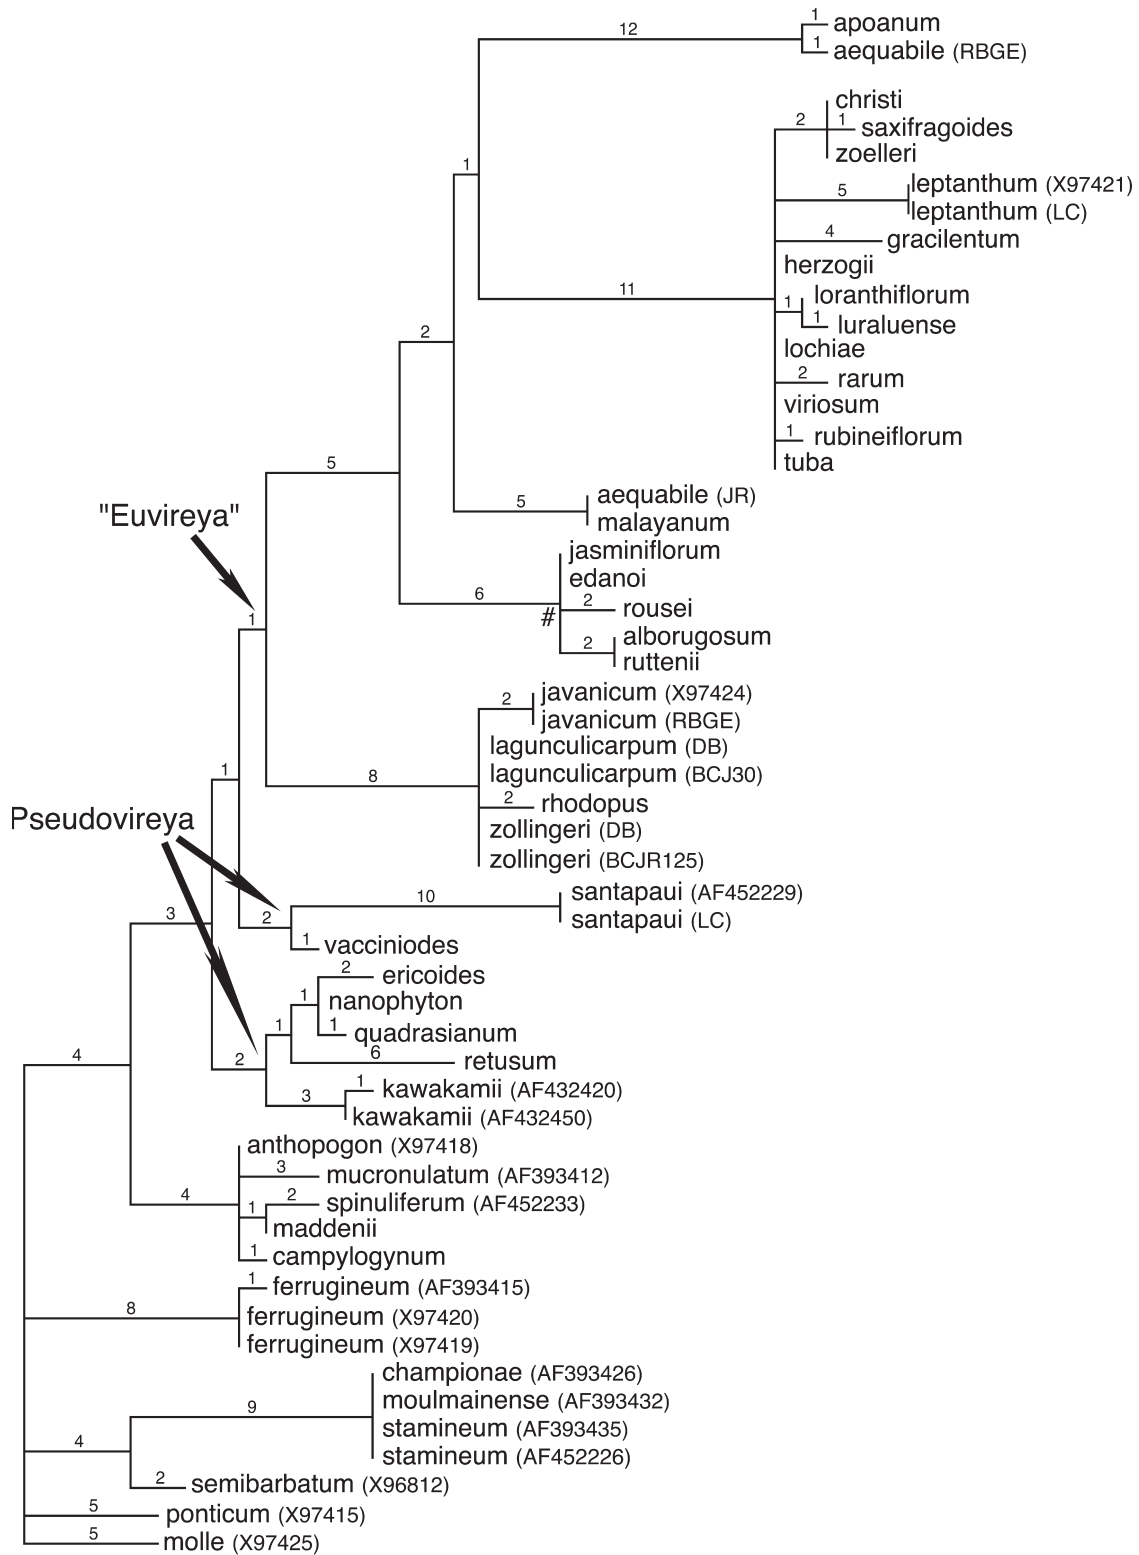 12
1
apoanum
1
aequabile (RBGE)
christi
2
1
saxifragoides
zoelleri
1
5
leptanthum (X97421)
leptanthum (LC)
4
gracilentum
herzogii
11
1
loranthiflorum
1
luraluense
2
lochiae
2
rarum
viriosum
1
rubineiflorum
tuba
5
5
aequabile (JR)
malayanum
"Euvireya"
jasminiflorum
edanoi
6
#
2
rousei
1
2
alborugosum
ruttenii
2
javanicum (X97424)
javanicum (RBGE)
lagunculicarpum (DB)
1
8
lagunculicarpum (BCJ30)
2
rhodopus
Pseudovireya
zollingeri (DB)
zollingeri (BCJR125)
10
santapaui (AF452229)
3
2
santapaui (LC)
1
vacciniodes
2
ericoides
1
nanophyton
1
1
quadrasianum
4
2
6
retusum
1
kawakamii (AF432420)
3
kawakamii (AF432450)
anthopogon (X97418)
3
mucronulatum (AF393412)
4
1
2
spinuliferum (AF452233)
maddenii
1
campylogynum
1
ferrugineum (AF393415)
8
ferrugineum (X97420)
ferrugineum (X97419)
championae (AF393426)
9
moulmainense (AF393432)
stamineum (AF393435)
4
stamineum (AF452226)
2
semibarbatum (X96812)
5
ponticum (X97415)
5
molle (X97425)